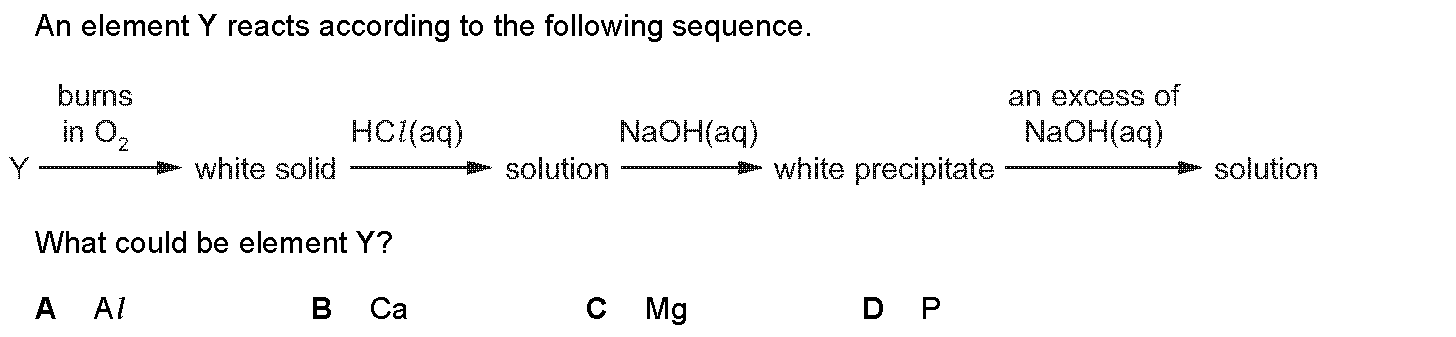 An element Y reacts according to the following sequence.
burns an excess of
in O₂ HCl(aq) NaOH(aq) NaOH(aq)
Y white solid solution white precipitate solution
What could be element Y?
A Al B Ca C Mg D P